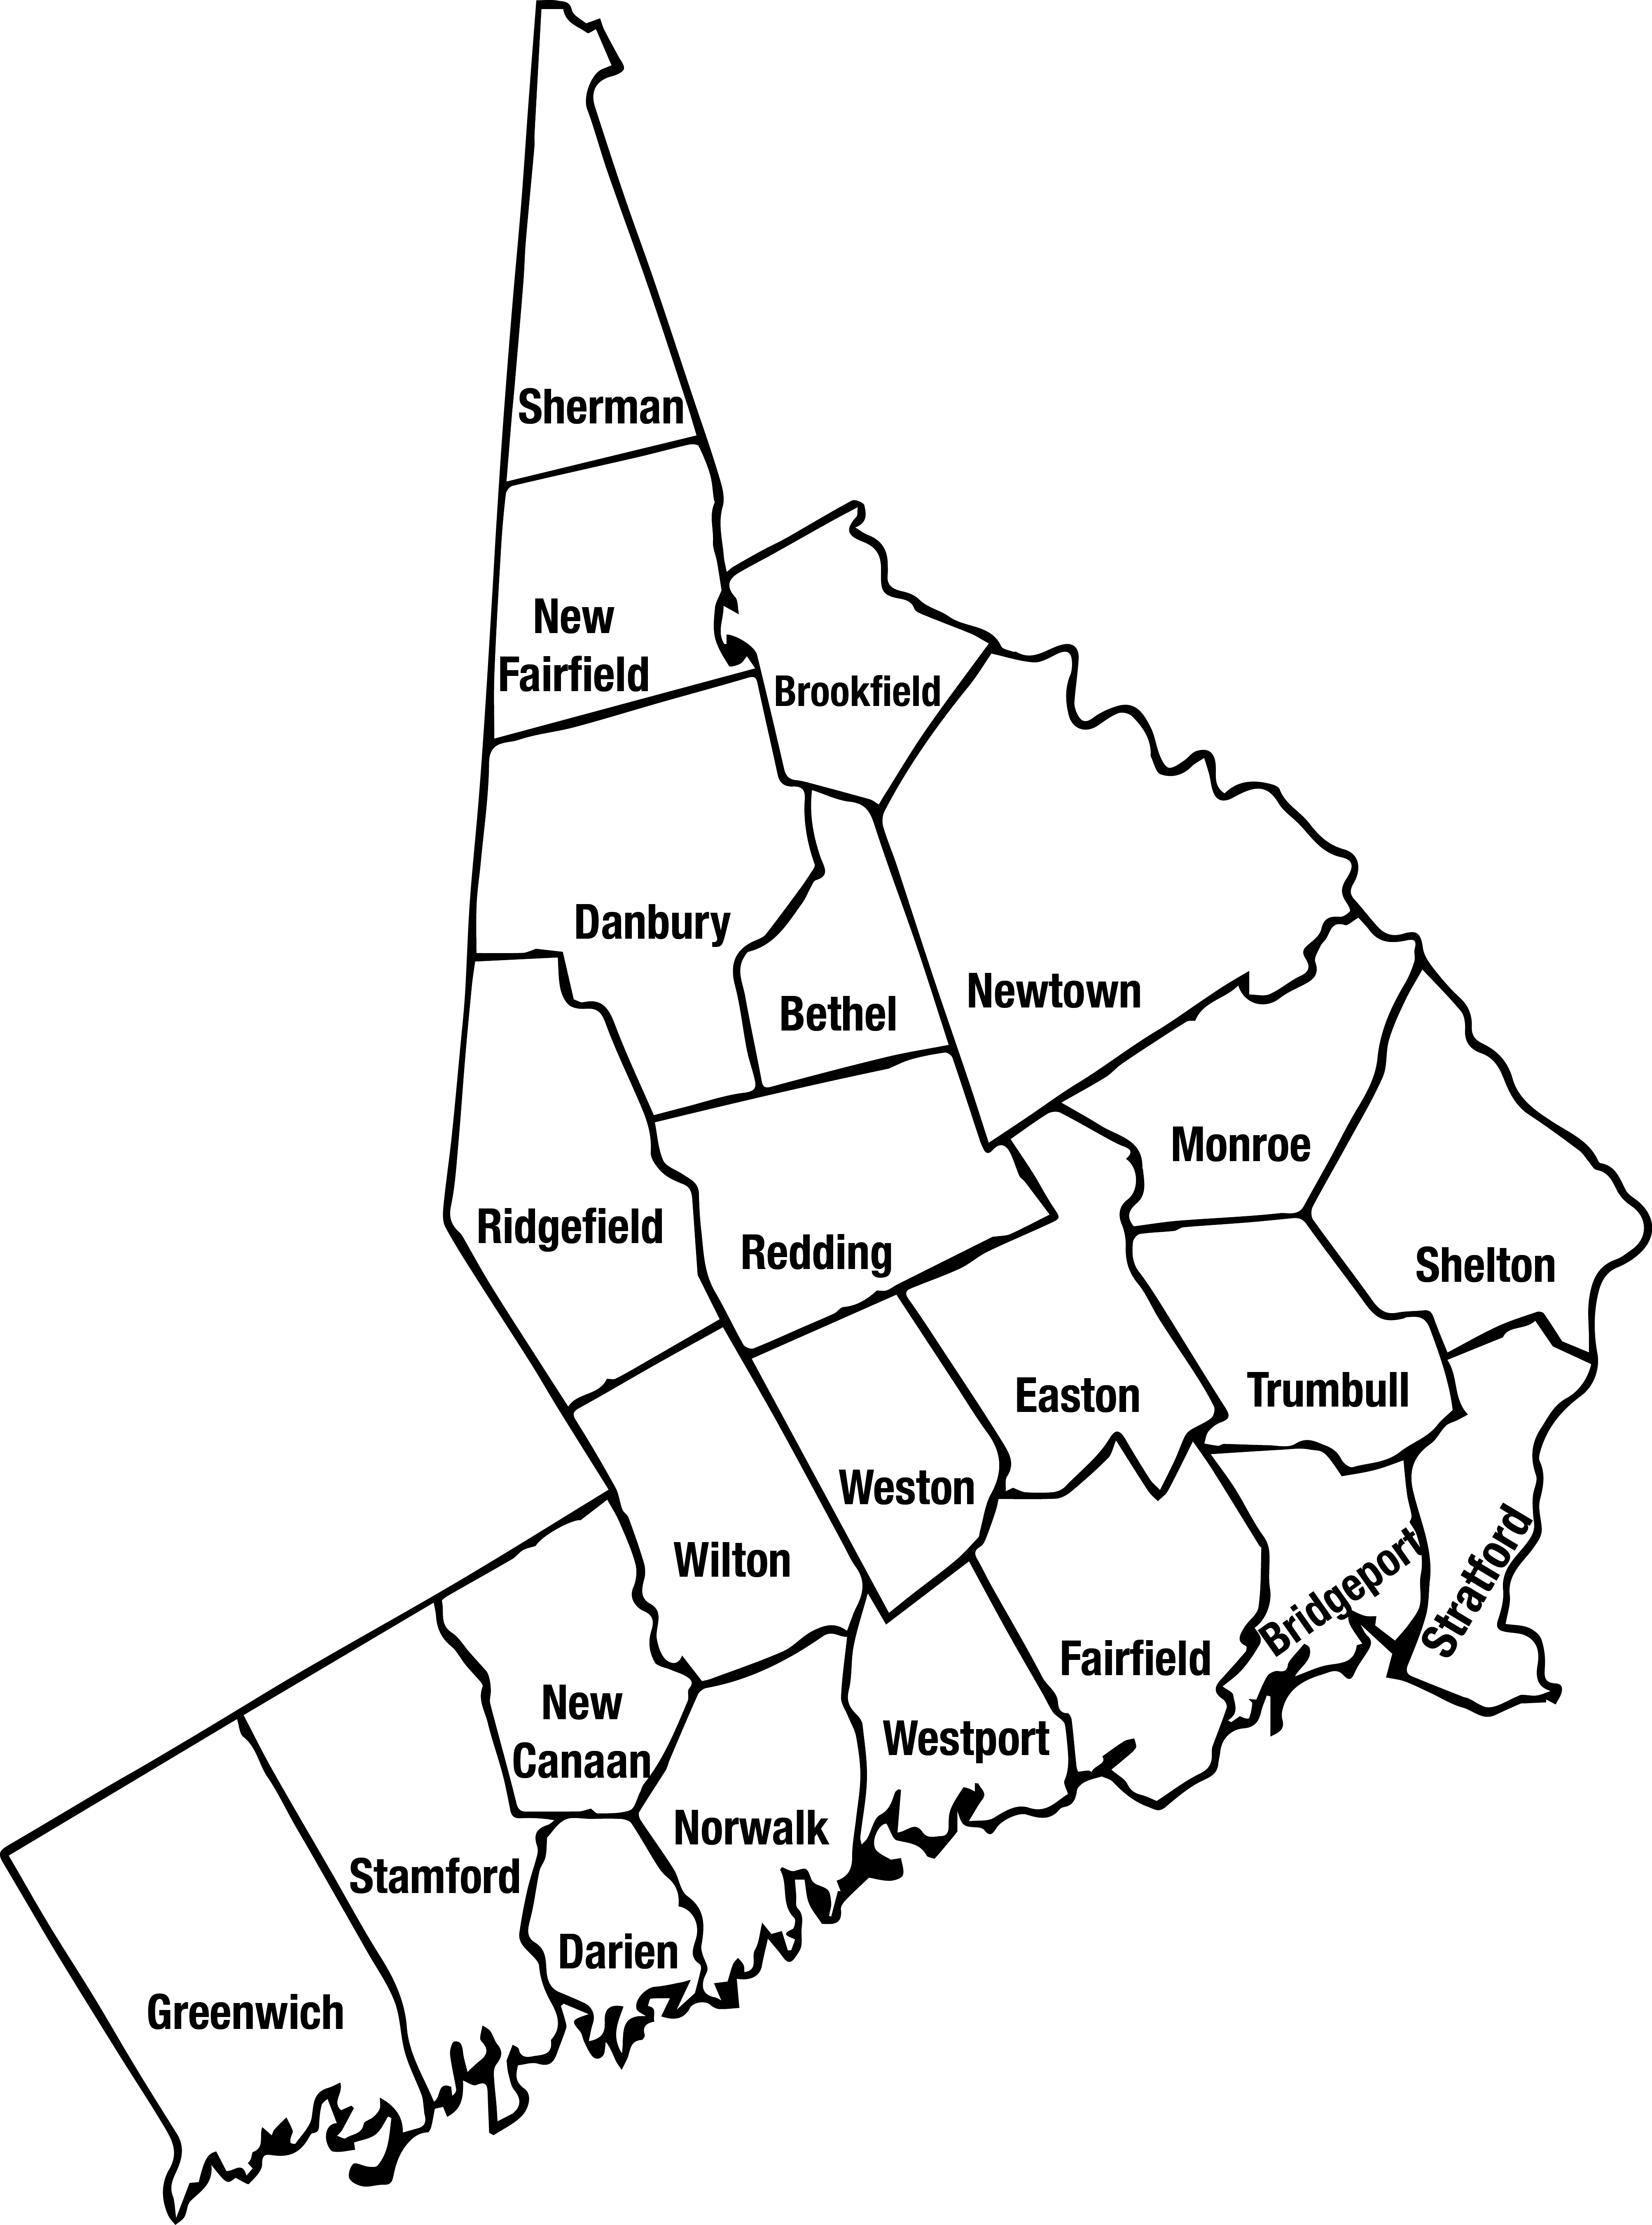 Sherman
New
Fairfield
Brookfield
Danbury
Newtown
Bethel
Monroe
Ridgefield
Redding
Shelton
Easton
Trumbull
Weston
Wilton
Bridgeport
Stratford
Fairfield
New
Canaan
Westport
Norwalk
Stamford
Darien
Greenwich